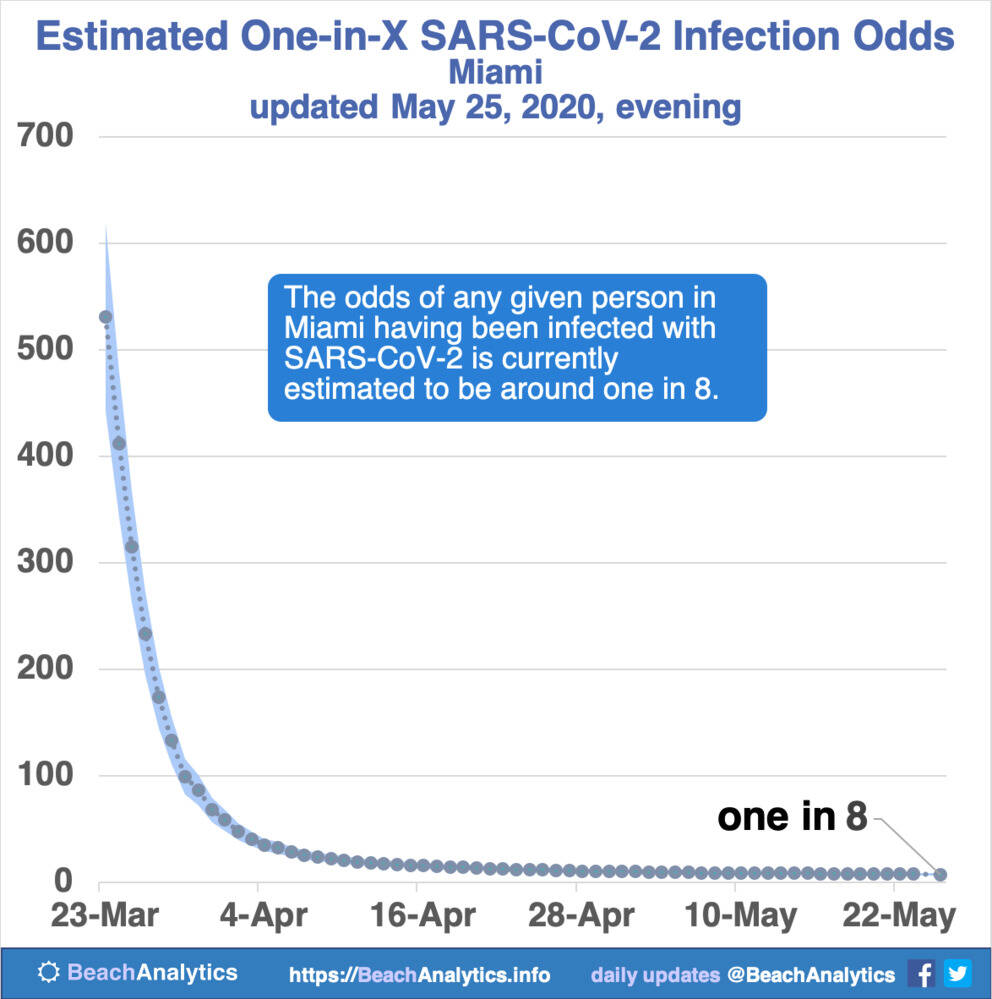 Estimated One-in-X SARS-CoV-2 Infection Odds
Miami
updated May 25, 2020, evening
700
600
500
400
300
200
100
0
The odds of any given person in
Miami having been infected with
SARS-CoV-2 is currently
estimated to be around one in 8.
one in 8
23-Mar 4-Apr 16-Apr 28-Apr 10-May 22-May
BeachAnalytics https://BeachAnalytics.info daily updates @BeachAnalytics f